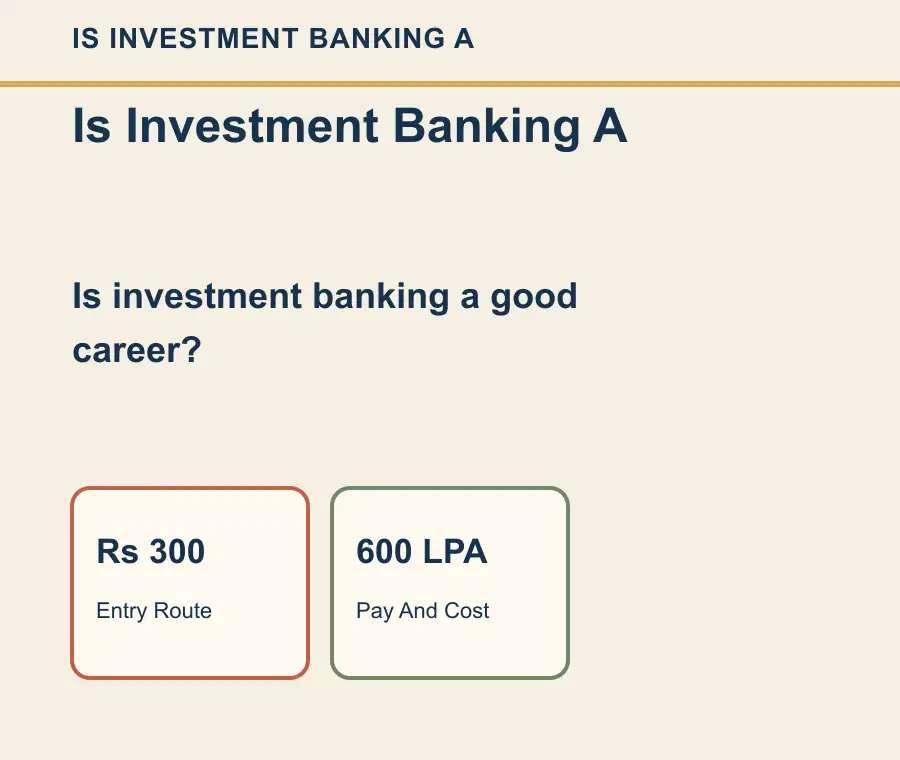 IS INVESTMENT BANKING A
Is Investment Banking A
Is investment banking a good
career?
Rs 300
Entry Route
600 LPA
Pay And Cost